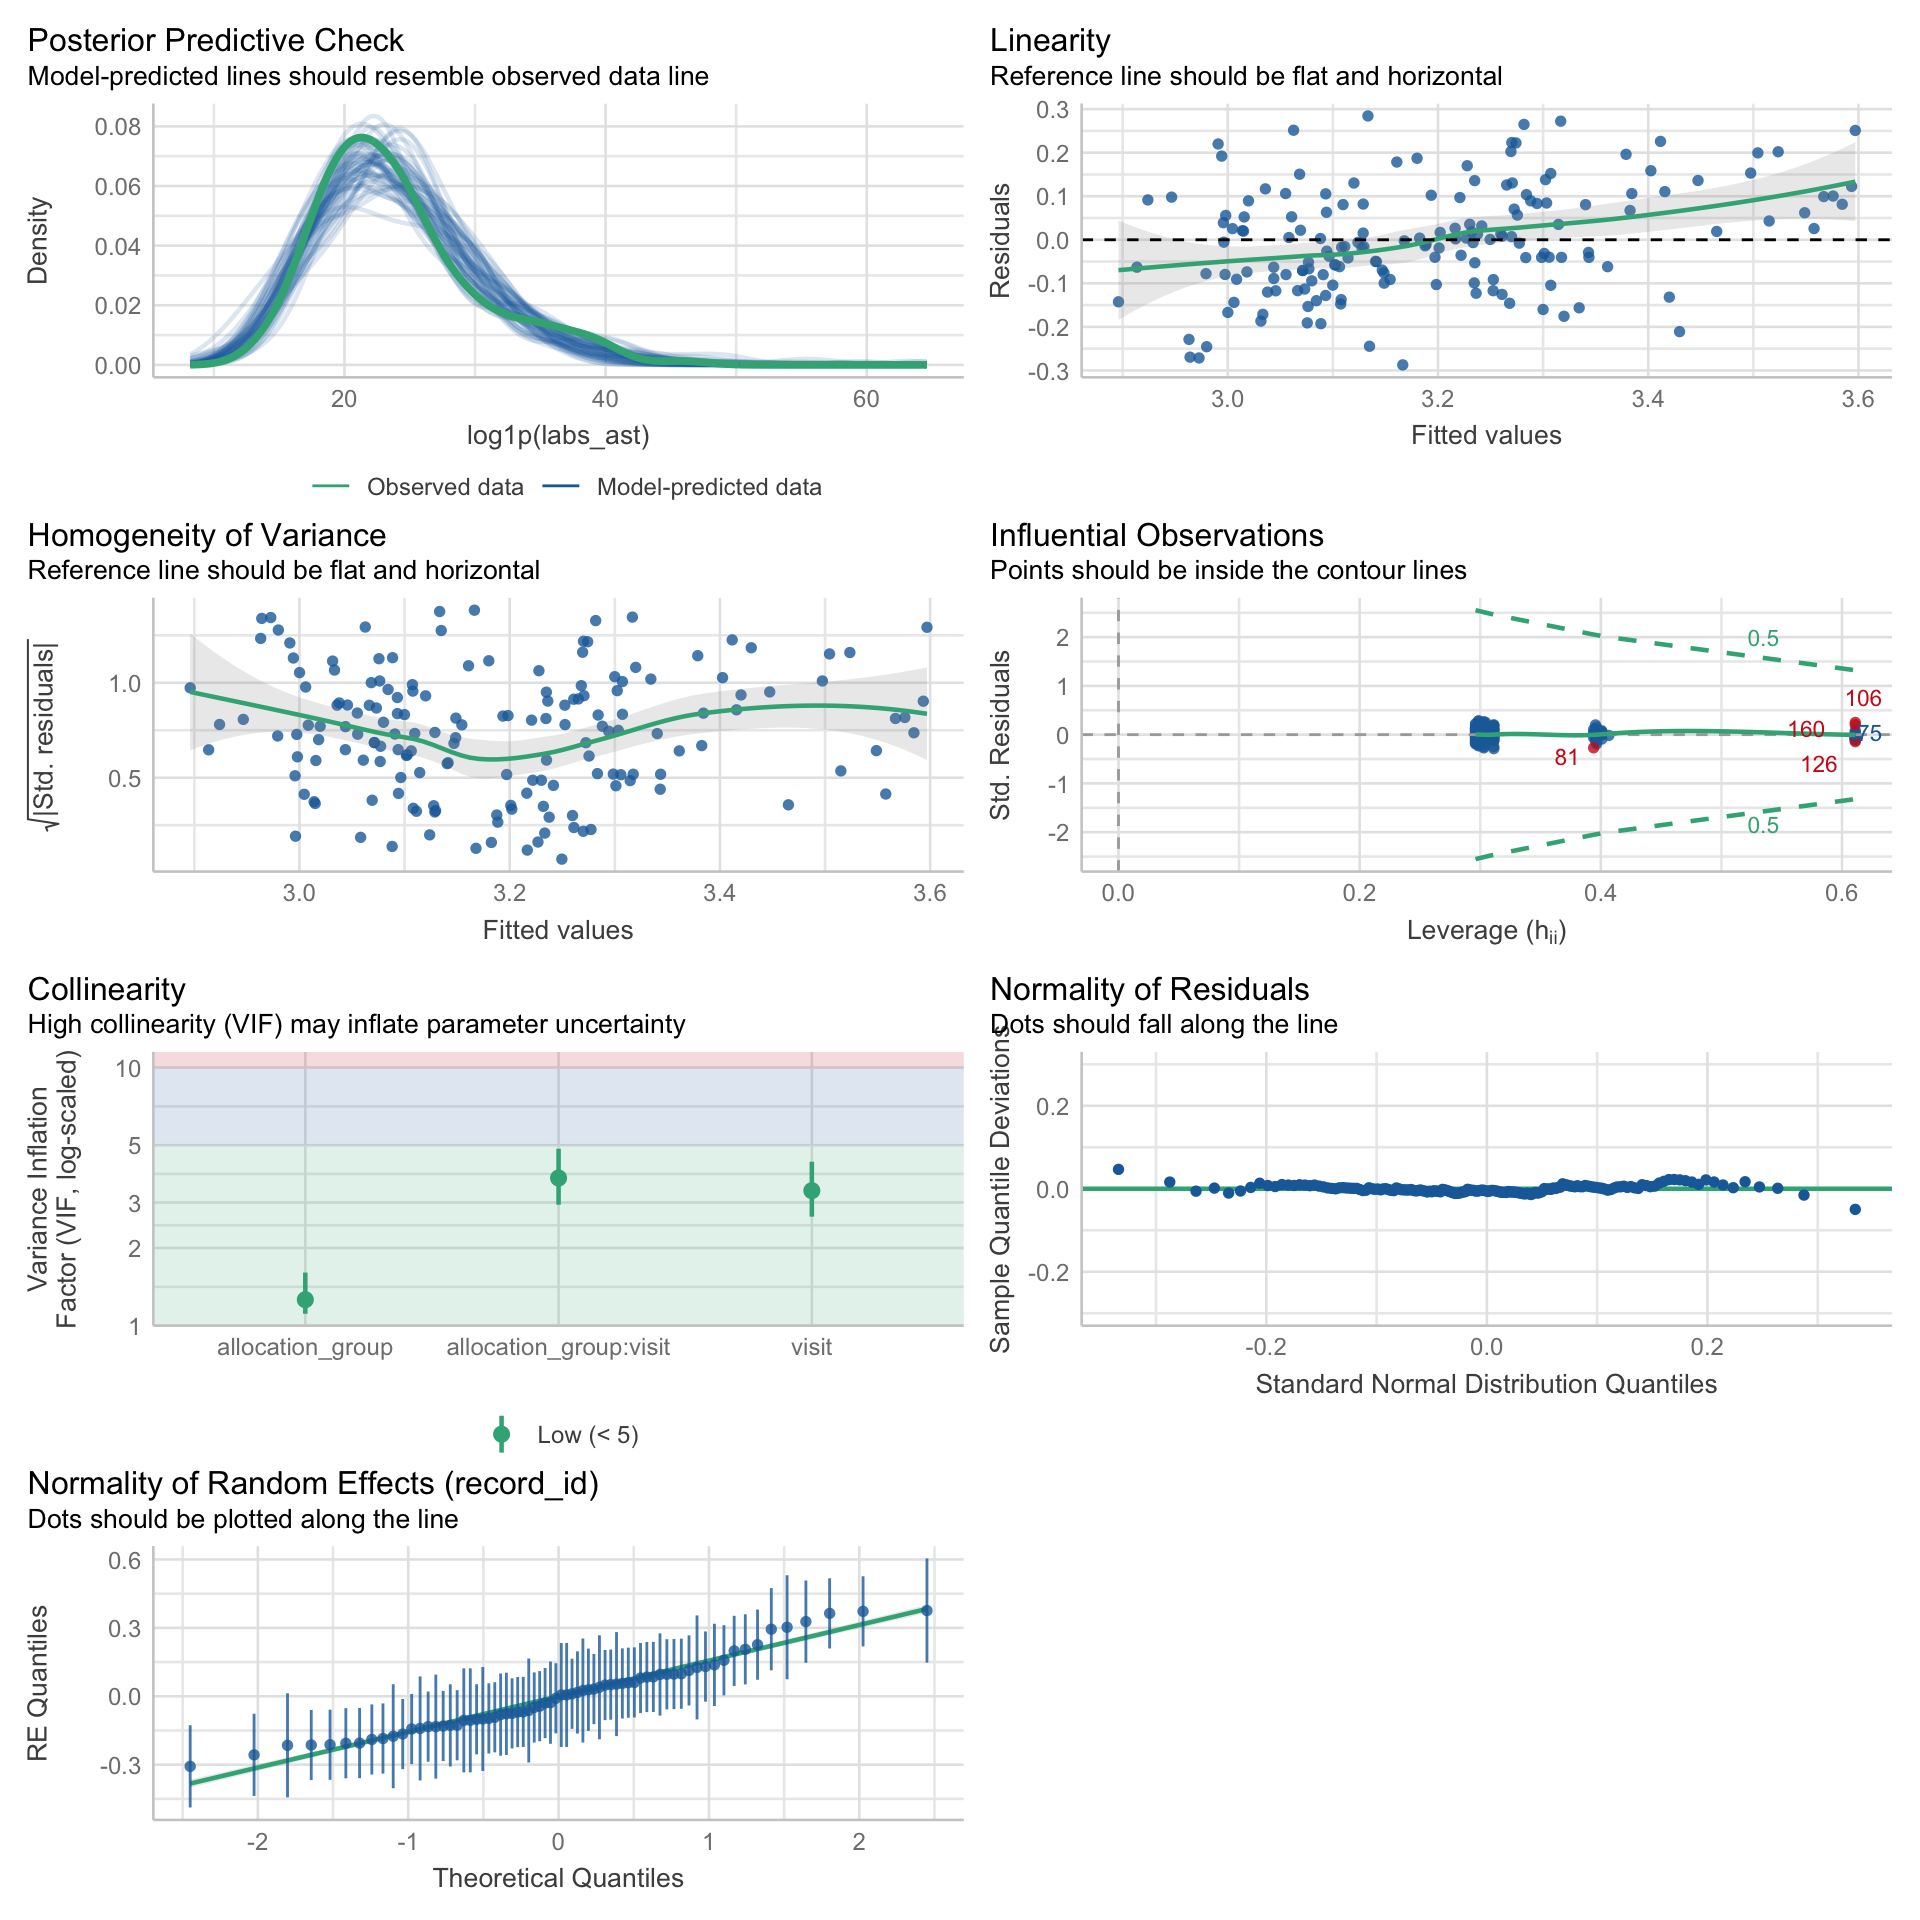 Posterior Predictive Check
Model-predicted lines should resemble observed data line
Density
0.08
0.06
0.04
0.02
0.00
20
40
60
log1p(labs_ast)
Observed data
Model-predicted data
Linearity
Reference line should be flat and horizontal
Residuals
0.3
0.2
0.1
0.0
-0.1
-0.2
-0.3
3.0
3.2
3.4
3.6
Fitted values
Homogeneity of Variance
Reference line should be flat and horizontal
√|Std. residuals|
1.0
0.5
3.0
3.2
3.4
3.6
Fitted values
Influential Observations
Points should be inside the contour lines
Std. Residuals
2
1
0
-1
-2
0.5
106
160
75
81
126
0.5
0.0
0.2
0.4
0.6
Leverage (hii)
Collinearity
High collinearity (VIF) may inflate parameter uncertainty
Variance Inflation
Factor (VIF, log-scaled)
10
5
3
2
1
allocation_group
allocation_group:visit
visit
Low (< 5)
Normality of Residuals
Dots should fall along the line
Sample Quantile Deviations
0.2
0.0
-0.2
-0.2
0.0
0.2
Standard Normal Distribution Quantiles
Normality of Random Effects (record_id)
Dots should be plotted along the line
RE Quantiles
0.6
0.3
0.0
-0.3
-2
-1
0
1
2
Theoretical Quantiles